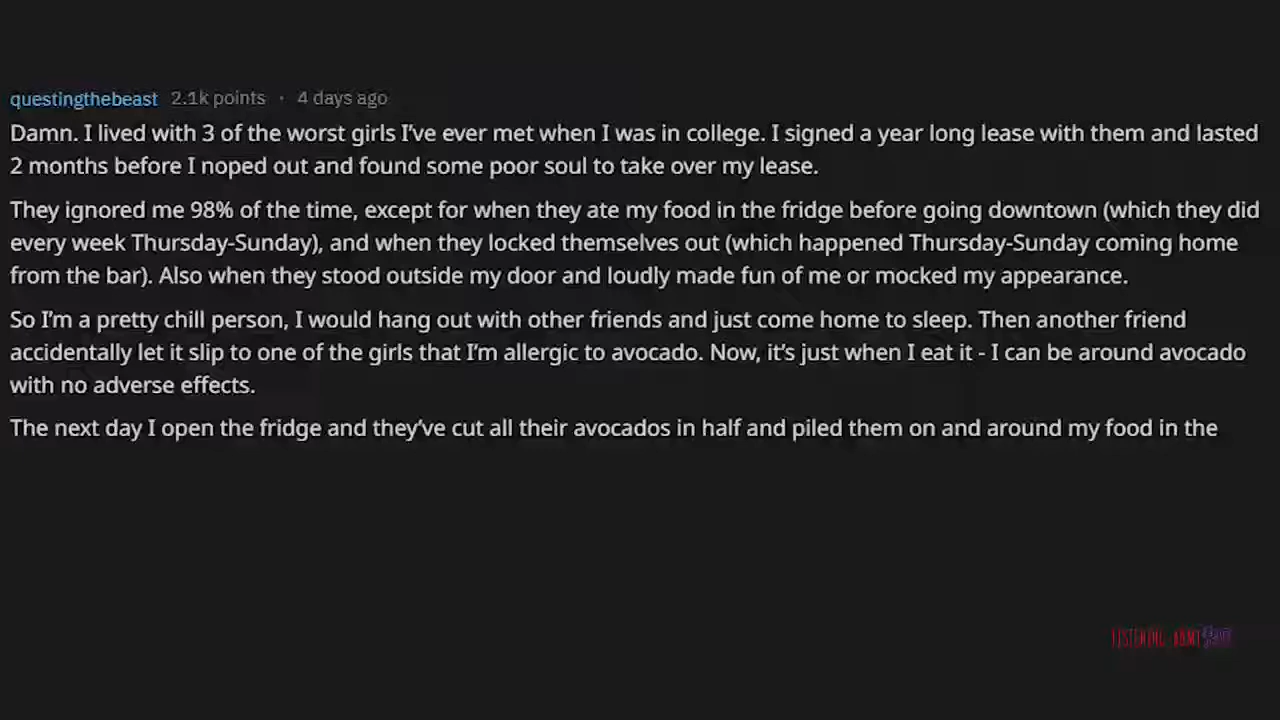 questingthebeast 2.1k points · 4 days ago
Damn. I lived with 3 of the worst girls I've ever met when I was in college. I signed a year long lease with them and lasted
2 months before I noped out and found some poor soul to take over my lease.
They ignored me 98% of the time, except for when they ate my food in the fridge before going downtown (which they did
every week Thursday-Sunday), and when they locked themselves out (which happened Thursday-Sunday coming home
from the bar). Also when they stood outside my door and loudly made fun of me or mocked my appearance.
So I'm a pretty chill person, I would hang out with other friends and just come home to sleep. Then another friend
accidentally let it slip to one of the girls that I'm allergic to avocado. Now, it's just when I eat it - I can be around avocado
with no adverse effects.
The next day I open the fridge and they've cut all their avocados in half and piled them on and around my food in the
LISTENING